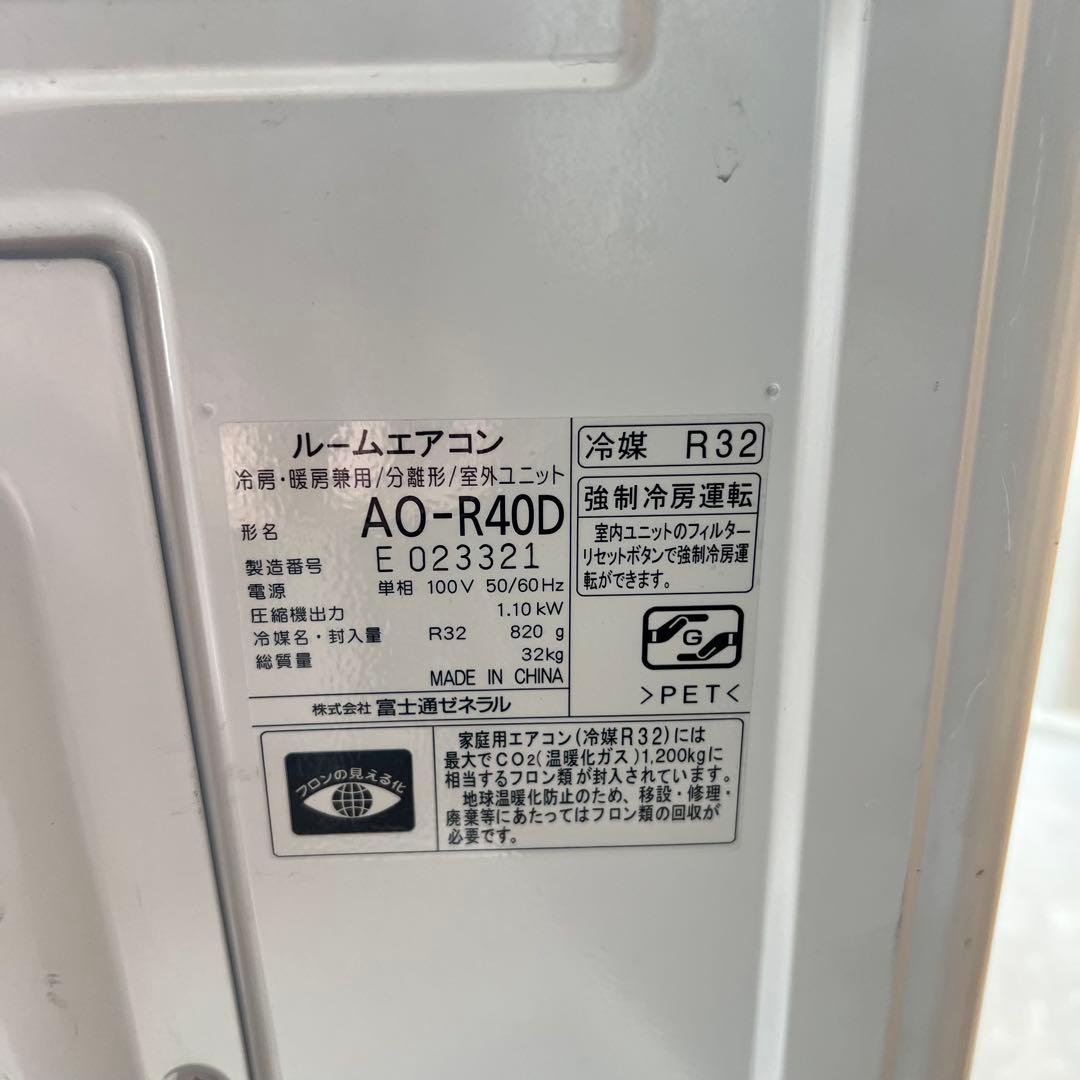 ルームエアコン
冷房・暖房兼用/分離形/室外ユニット
形名 AO-R40D
製造番号 E 023321
電源 単相 100V 50/60Hz
圧縮機出力 1.10 kW
冷媒名・封入量 R32 820 g
総質量 32kg
MADE IN CHINA
株式会社 富士通ゼネラル
冷媒 R32
強制冷房運転
室内ユニットのフィルター
リセットボタンで強制冷房運
転ができます。
G
>PET<
フロンの見える化
家庭用エアコン(冷媒R32)には
最大でCO2(温暖化ガス)1,200kgに
相当するフロン類が封入されています。
地球温暖化防止のため、移設・修理・
廃棄等にあたってはフロン類の回収が
必要です。